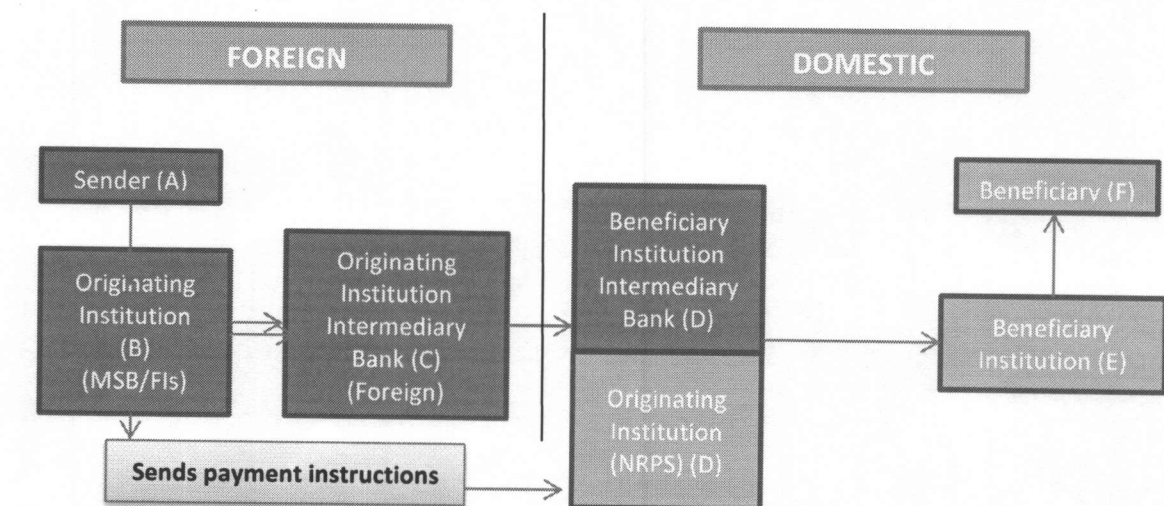 FOREIGN
DOMESTIC
Sender (A)
Originating
Institution
(B)
(MSB/FIs)
Originating
Institution
Intermediary
Bank (C)
(Foreign)
Sends payment instructions
Beneficiary
Institution
Intermediary
Bank (D)
Originating
Institution
(NRPS) (D)
Beneficiary (F)
Beneficiary
Institution (E)